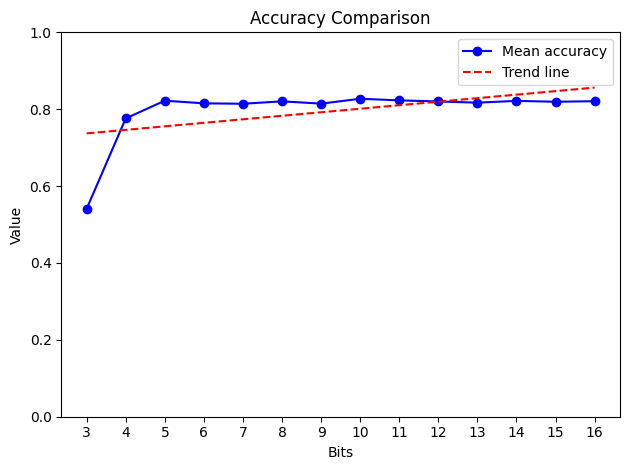 Accuracy Comparison
Mean accuracy
Trend line
Value
1.0
0.8
0.6
0.4
0.2
0.0
3 4 5 6 7 8 9 10 11 12 13 14 15 16
Bits